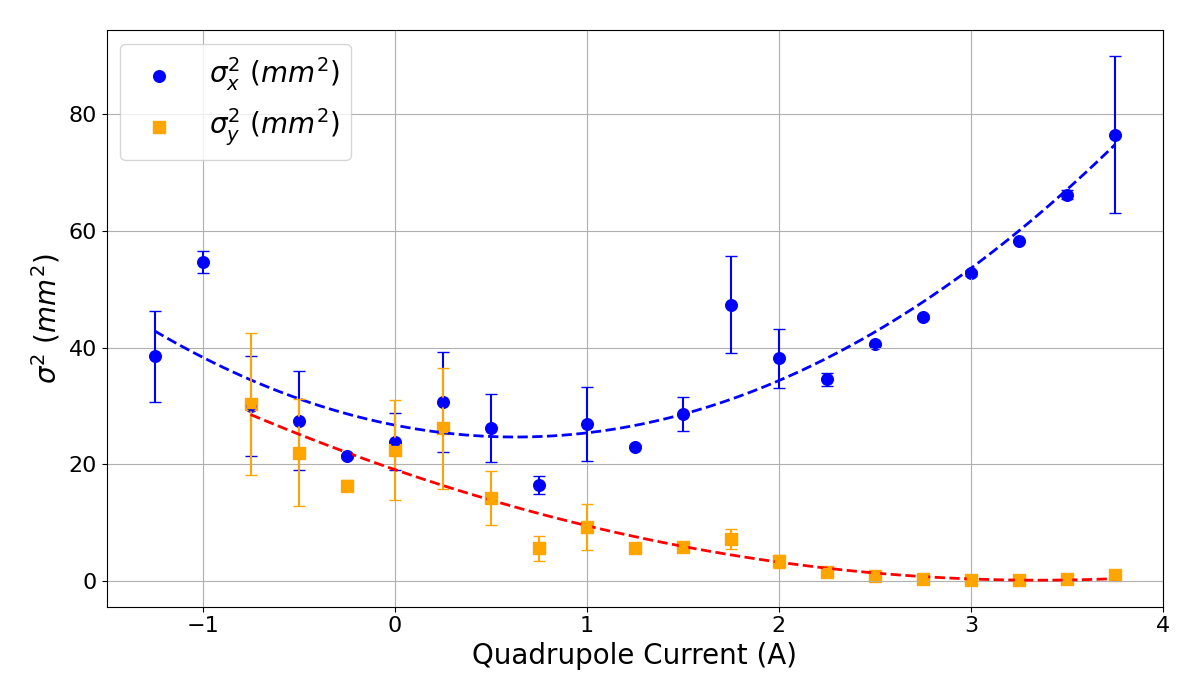 σ²ₓ (mm²)
σ²ᵧ (mm²)
σ² (mm²)
80
60
40
20
0
−1 0 1 2 3 4
Quadrupole Current (A)